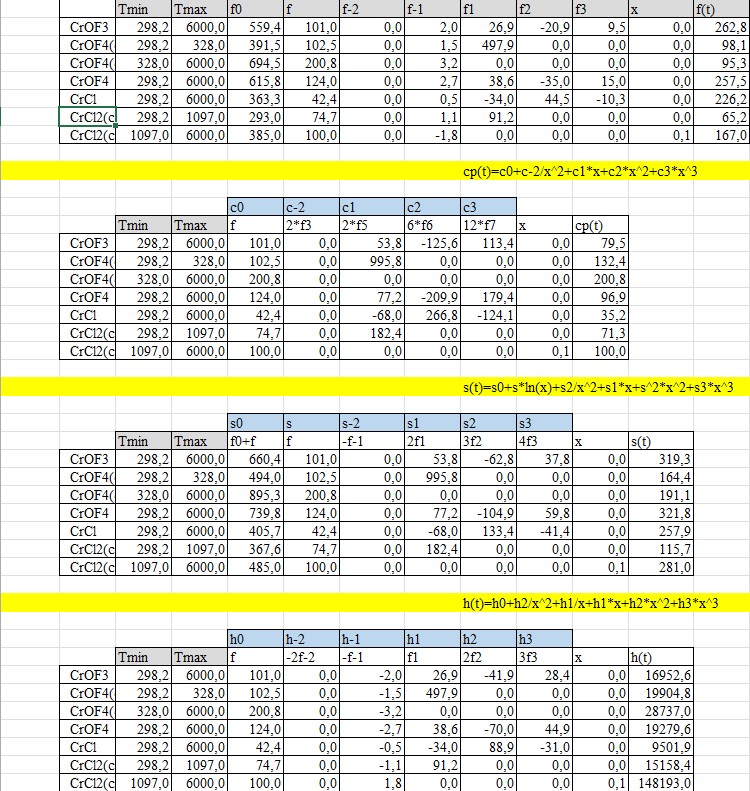 Tmin Tmax f0 f f-2 f-1 f1 f2 f3 x f(t)
CrOF3 298,2 6000,0 559,4 101,0 0,0 2,0 26,9 -20,9 9,5 0,0 262,8
CrOF4( 298,2 328,0 391,5 102,5 0,0 1,5 497,9 0,0 0,0 0,0 98,1
CrOF4( 328,0 6000,0 694,5 200,8 0,0 3,2 0,0 0,0 0,0 0,0 95,3
CrOF4 298,2 6000,0 615,8 124,0 0,0 2,7 38,6 -35,0 15,0 0,0 257,5
CrCl 298,2 6000,0 363,3 42,4 0,0 0,5 -34,0 44,5 -10,3 0,0 226,2
CrCl2(c 298,2 1097,0 293,0 74,7 0,0 1,1 91,2 0,0 0,0 0,0 65,2
CrCl2(c 1097,0 6000,0 385,0 100,0 0,0 -1,8 0,0 0,0 0,0 0,1 167,0
cp(t)=c0+c-2/x^2+c1*x+c2*x^2+c3*x^3
c0 c-2 c1 c2 c3
Tmin Tmax f 2*f3 2*f5 6*f6 12*f7 x cp(t)
CrOF3 298,2 6000,0 101,0 0,0 53,8 -125,6 113,4 0,0 79,5
CrOF4( 298,2 328,0 102,5 0,0 995,8 0,0 0,0 0,0 132,4
CrOF4( 328,0 6000,0 200,8 0,0 0,0 0,0 0,0 0,0 200,8
CrOF4 298,2 6000,0 124,0 0,0 77,2 -209,9 179,4 0,0 96,9
CrCl 298,2 6000,0 42,4 0,0 -68,0 266,8 -124,1 0,0 35,2
CrCl2(c 298,2 1097,0 74,7 0,0 182,4 0,0 0,0 0,0 71,3
CrCl2(c 1097,0 6000,0 100,0 0,0 0,0 0,0 0,0 0,1 100,0
s(t)=s0+s*ln(x)+s2/x^2+s1*x+s^2*x^2+s3*x^3
s0 s s-2 s1 s2 s3
Tmin Tmax f0+f f -f-1 2f1 3f2 4f3 x s(t)
CrOF3 298,2 6000,0 660,4 101,0 0,0 53,8 -62,8 37,8 0,0 319,3
CrOF4( 298,2 328,0 494,0 102,5 0,0 995,8 0,0 0,0 0,0 164,4
CrOF4( 328,0 6000,0 895,3 200,8 0,0 0,0 0,0 0,0 0,0 191,1
CrOF4 298,2 6000,0 739,8 124,0 0,0 77,2 -104,9 59,8 0,0 321,8
CrCl 298,2 6000,0 405,7 42,4 0,0 -68,0 133,4 -41,4 0,0 257,9
CrCl2(c 298,2 1097,0 367,6 74,7 0,0 182,4 0,0 0,0 0,0 115,7
CrCl2(c 1097,0 6000,0 485,0 100,0 0,0 0,0 0,0 0,0 0,1 281,0
h(t)=h0+h2/x^2+h1/x+h1*x+h2*x^2+h3*x^3
h0 h-2 h-1 h1 h2 h3
Tmin Tmax f -2f-2 -f-1 f1 2f2 3f3 x h(t)
CrOF3 298,2 6000,0 101,0 0,0 -2,0 26,9 -41,9 28,4 0,0 16952,6
CrOF4( 298,2 328,0 102,5 0,0 -1,5 497,9 0,0 0,0 0,0 19904,8
CrOF4( 328,0 6000,0 200,8 0,0 -3,2 0,0 0,0 0,0 0,0 28737,0
CrOF4 298,2 6000,0 124,0 0,0 -2,7 38,6 -70,0 44,9 0,0 19279,6
CrCl 298,2 6000,0 42,4 0,0 -0,5 -34,0 88,9 -31,0 0,0 9501,9
CrCl2(c 298,2 1097,0 74,7 0,0 -1,1 91,2 0,0 0,0 0,0 15158,4
CrCl2(c 1097,0 6000,0 100,0 0,0 1,8 0,0 0,0 0,0 0,1 148193,0